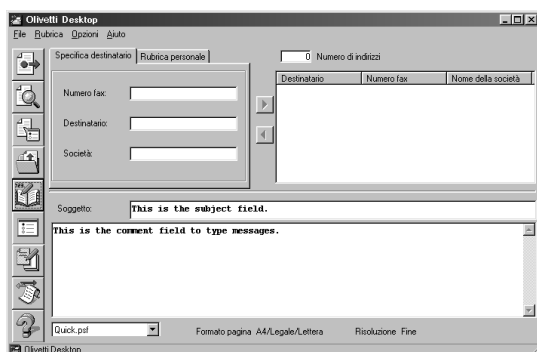 Olivetti Desktop
File Rubrica Opzioni Aiuto
Specifica destinatario Rubrica personale
0 Numero di indirizzi
Destinatario Numero fax Nome della società
Numero fax:
Destinatario:
Società:
Soggetto: This is the subject field.
This is the comment field to type messages.
Quick.psf Formato pagina A4/Legale/Lettera Risoluzione Fine
Olivetti Desktop